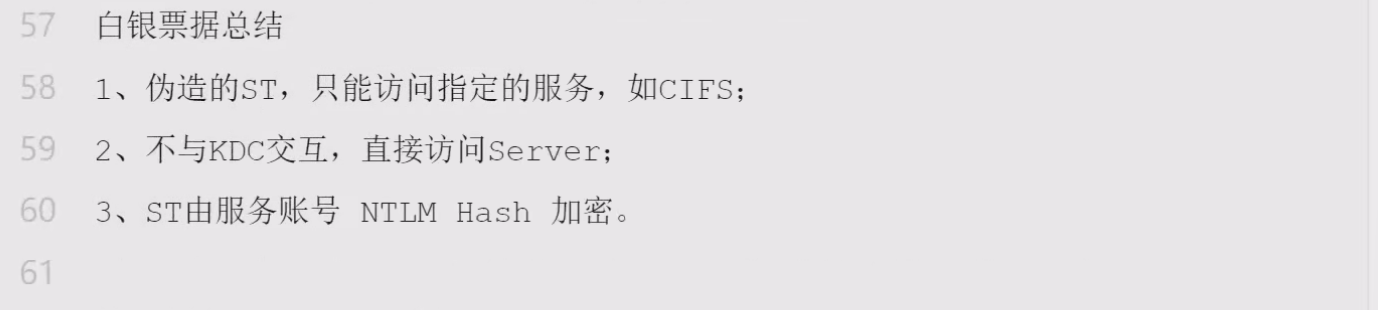 57 白银票据总结
58 1、伪造的ST，只能访问指定的服务，如CIFS；
59 2、不与KDC交互，直接访问Server；
60 3、ST由服务账号 NTLM Hash 加密。
61